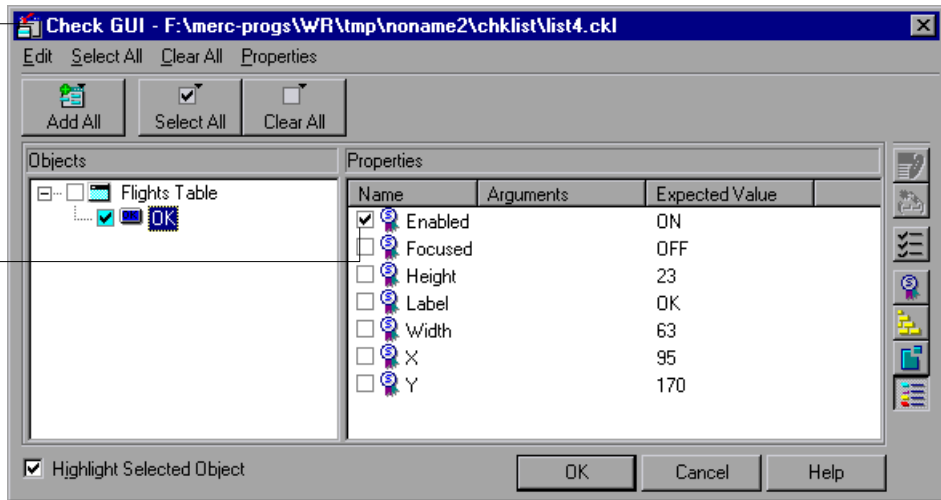 Check GUI - F:\merc-progs\WR\tmp\noname2\chklist\list4.ckl
Edit Select All Clear All Properties
Add All Select All Clear All
Objects Properties
Flights Table
OK
Name Arguments Expected Value
Enabled ON
Focused OFF
Height 23
Label OK
Width 63
X 95
Y 170
Highlight Selected Object
OK Cancel Help